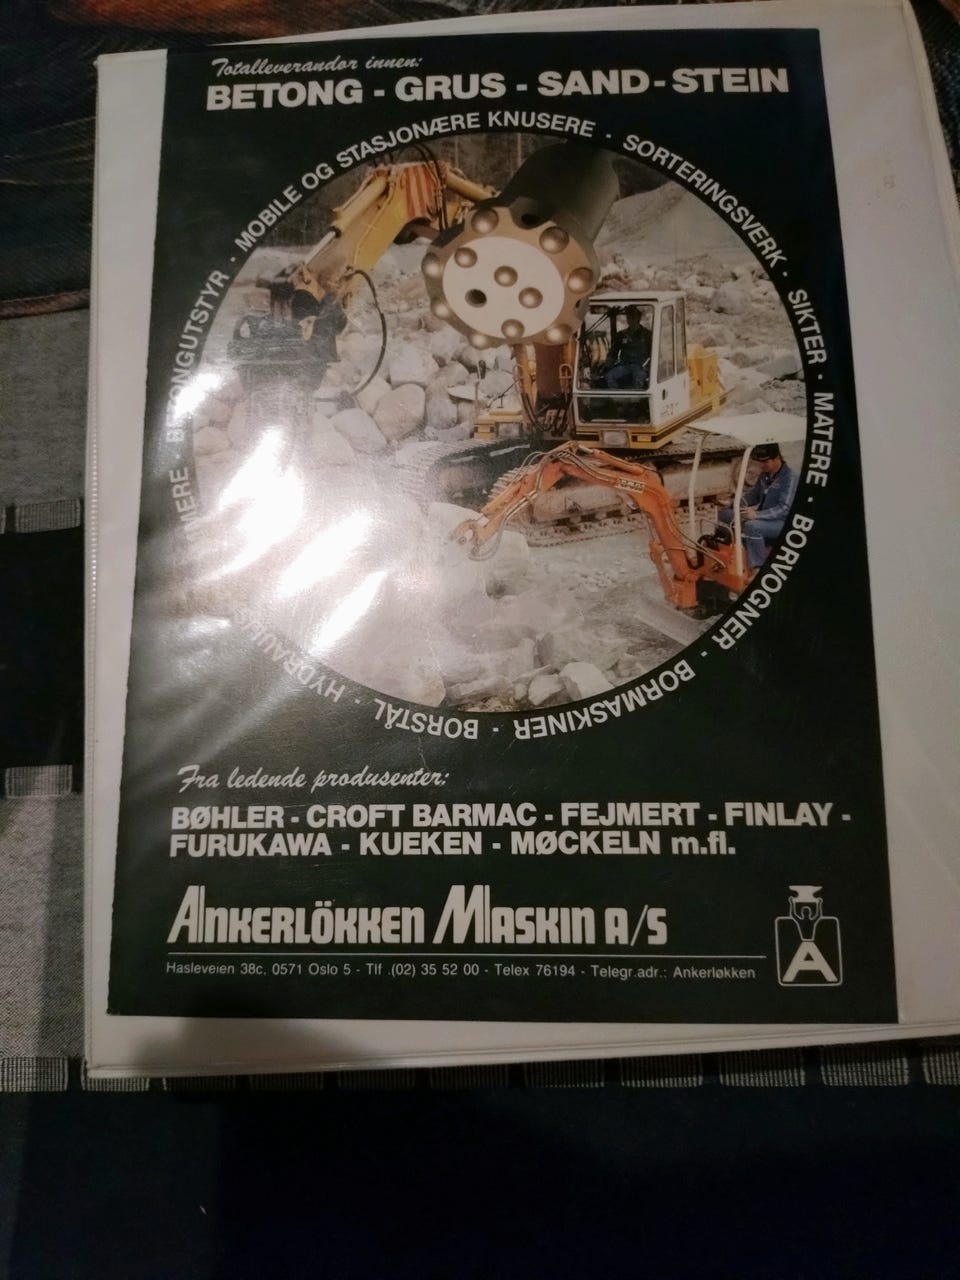 Totalleverandør innen:
BETONG - GRUS - SAND - STEIN
MOBILE OG STASJONÆRE KNUSERE · SORTERINGSVERK · SIKTER · MATERE · BORVOGNER · BORMASKINER · BORSTÅL · HYDRAULISKE
Fra ledende produsenter:
BØHLER - CROFT BARMAC - FEJMERT - FINLAY -
FURUKAWA - KUEKEN - MØCKELN m.fl.
ANKERLÖKKEN MASKIN A/S
Hasleveien 38c, 0571 Oslo 5 - Tlf .(02) 35 52 00 - Telex 76194 - Telegr.adr.: Ankerløkken
A